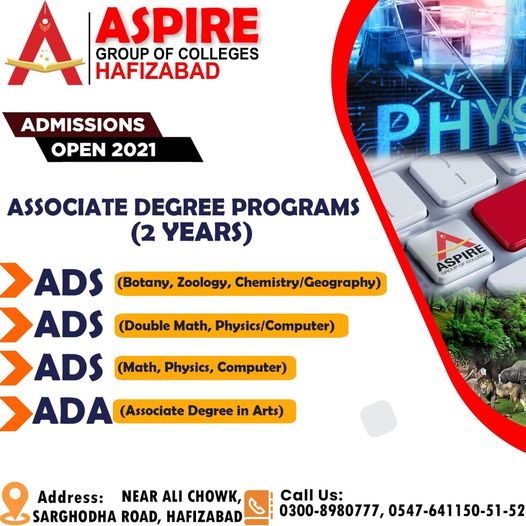 ASPIRE
GROUP OF COLLEGES
HAFIZABAD
ADMISSIONS
OPEN 2021
PHYS
ASSOCIATE DEGREE PROGRAMS
(2 YEARS)
ASPIRE
GROUP OF COLLEGES
ADS (Botany, Zoology, Chemistry/Geography)
ADS (Double Math, Physics/Computer)
ADS (Math, Physics, Computer)
ADA (Associate Degree in Arts)
Address: NEAR ALI CHOWK,
SARGHODHA ROAD, HAFIZABAD
Call Us:
0300-8980777, 0547-641150-51-52